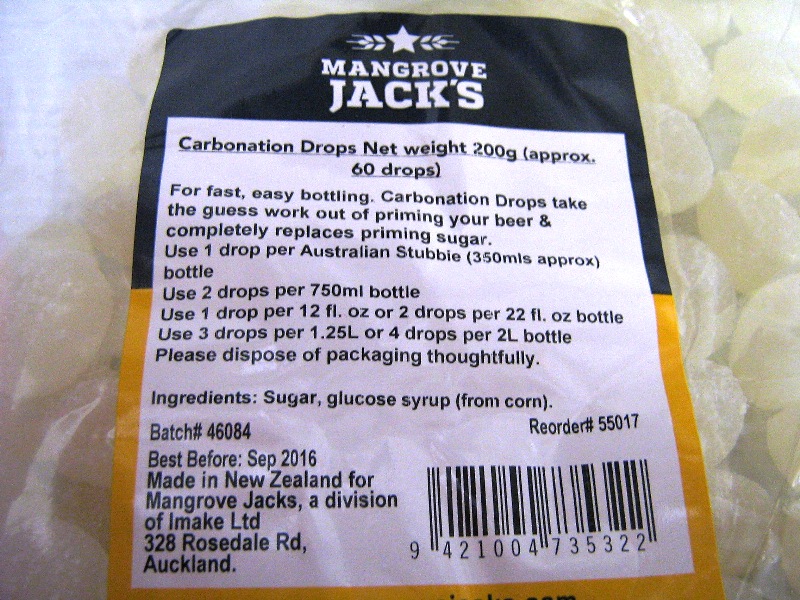 MANGROVE
JACK'S
Carbonation Drops Net weight 200g (approx.
60 drops)
For fast, easy bottling. Carbonation Drops take
the guess work out of priming your beer &
completely replaces priming sugar.
Use 1 drop per Australian Stubbie (350mls approx)
bottle
Use 2 drops per 750ml bottle
Use 1 drop per 12 fl. oz or 2 drops per 22 fl. oz bottle
Use 3 drops per 1.25L or 4 drops per 2L bottle
Please dispose of packaging thoughtfully.
Ingredients: Sugar, glucose syrup (from corn).
Batch# 46084
Reorder# 55017
Best Before: Sep 2016
Made in New Zealand for
Mangrove Jacks, a division
of Imake Ltd
328 Rosedale Rd,
Auckland.
9 421004 735322